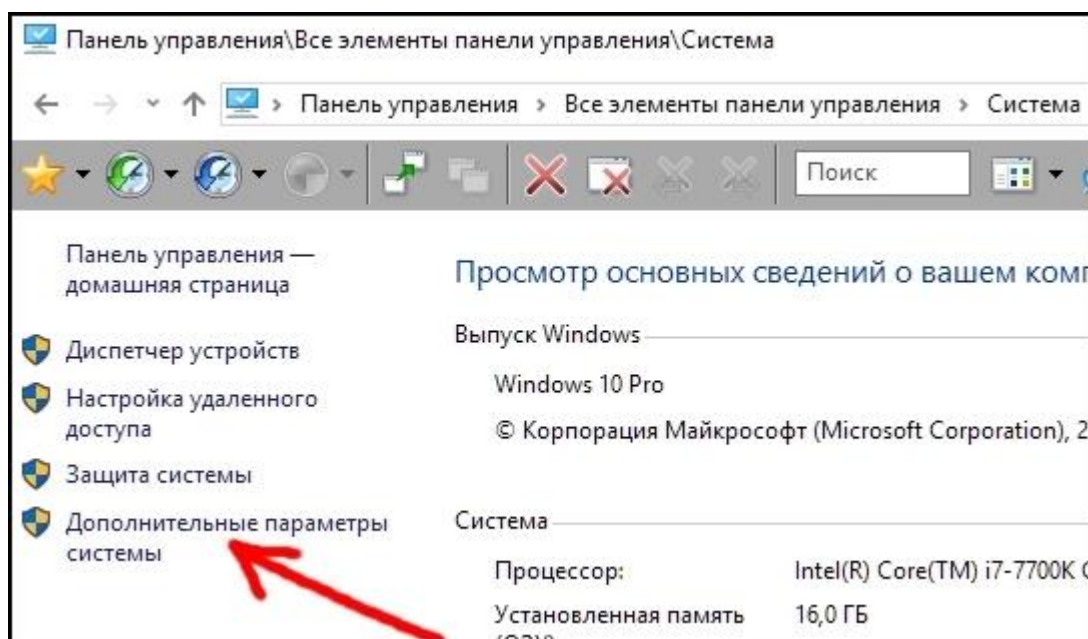 Панель управления\Все элементы панели управления\Система
Панель управления > Все элементы панели управления > Система
Поиск
Панель управления —
домашняя страница
Диспетчер устройств
Настройка удаленного
доступа
Защита системы
Дополнительные параметры
системы
Просмотр основных сведений о вашем
Выпуск Windows
Windows 10 Pro
© Корпорация Майкрософт (Microsoft Corporation), 2
Система
Процессор: Intel(R) Core(TM) i7-7700K
Установленная память 16,0 ГБ